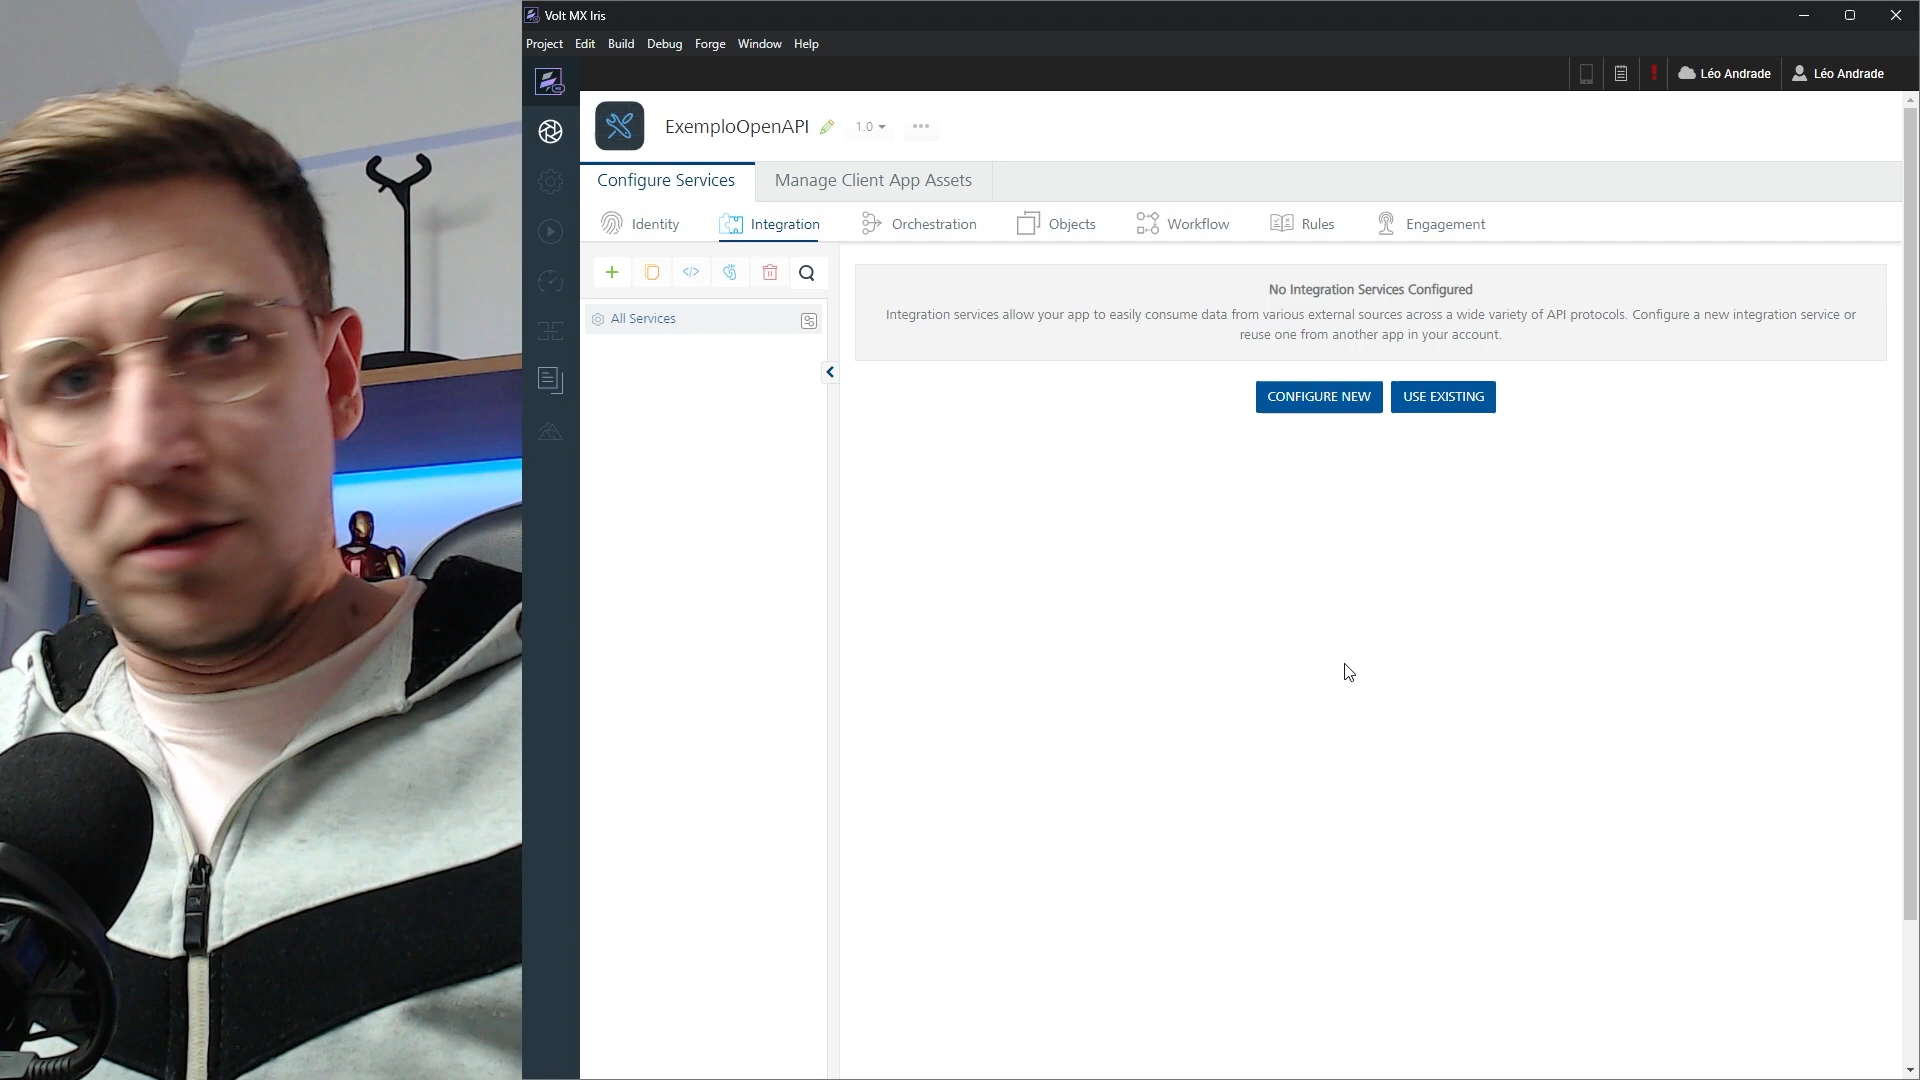 Volt MX Iris
Project Edit Build Debug Forge Window Help
Léo Andrade Léo Andrade
ExemploOpenAPI 1.0
Configure Services Manage Client App Assets
Identity Integration Orchestration Objects Workflow Rules Engagement
All Services
No Integration Services Configured
Integration services allow your app to easily consume data from various external sources across a wide variety of API protocols. Configure a new integration service or
reuse one from another app in your account.
CONFIGURE NEW USE EXISTING